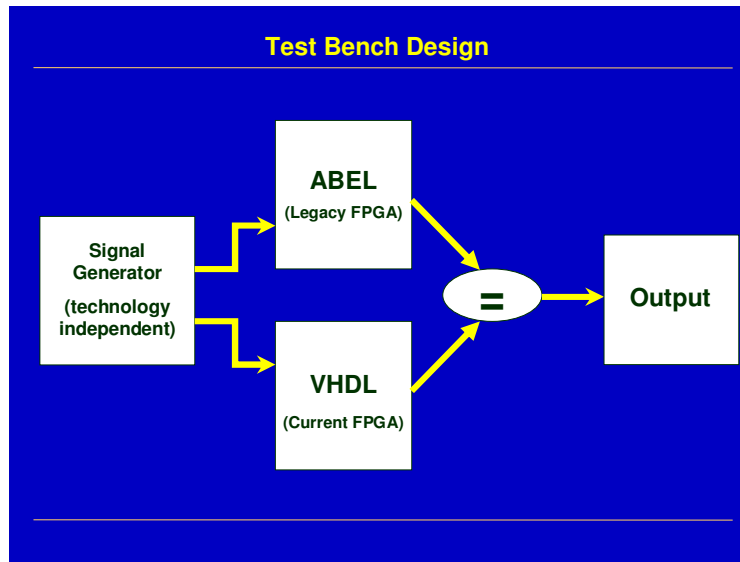 Test Bench Design
ABEL
(Legacy FPGA)
Signal
Generator
(technology
independent)
=
Output
VHDL
(Current FPGA)